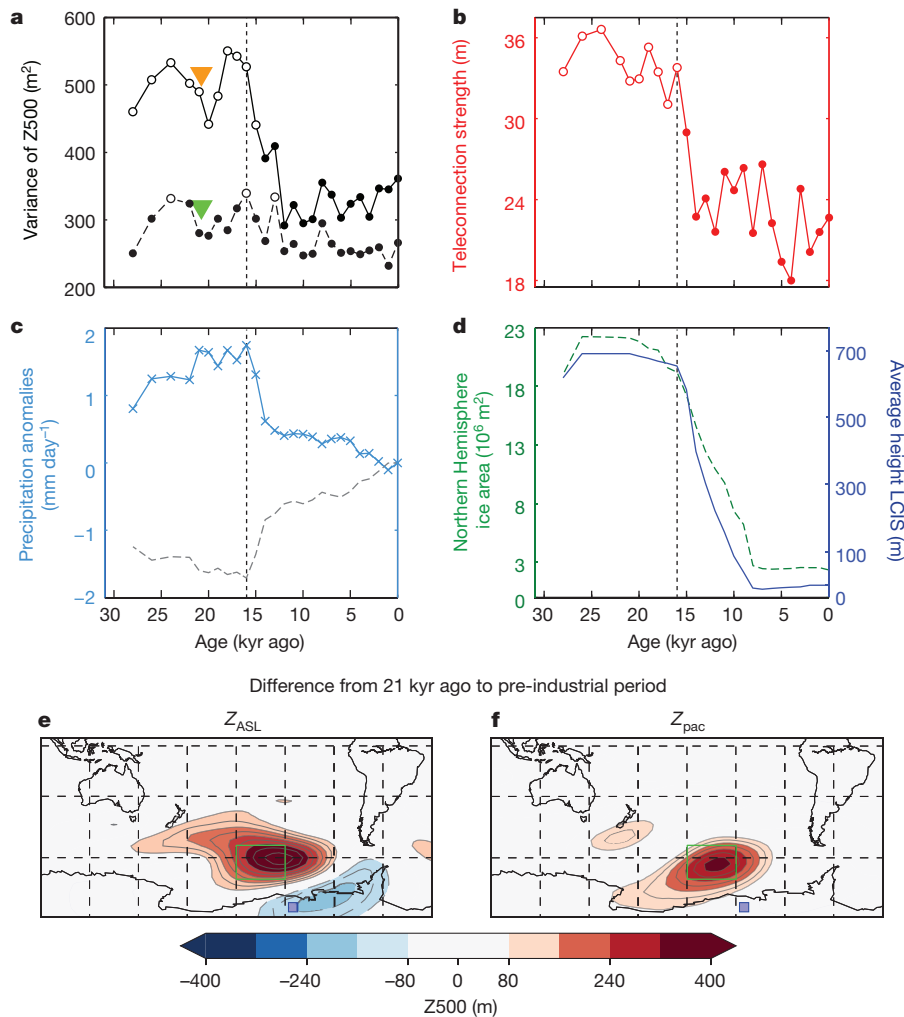 a
Variance of Z500 (m²)
600
500
400
300
200
b
Teleconnection strength (m)
36
30
24
18
c
Precipitation anomalies
(mm day⁻¹)
2
1
0
−1
−2
30 25 20 15 10 5 0
Age (kyr ago)
d
Northern Hemisphere
ice area (10⁶ m²)
23
18
12
8
3
0
700
500
300
100
0
Average height LCIS (m)
30 25 20 15 10 5 0
Age (kyr ago)
Difference from 21 kyr ago to pre-industrial period
e
Z_ASL
f
Z_pac
−400 −240 −80 0 80 240 400
Z500 (m)